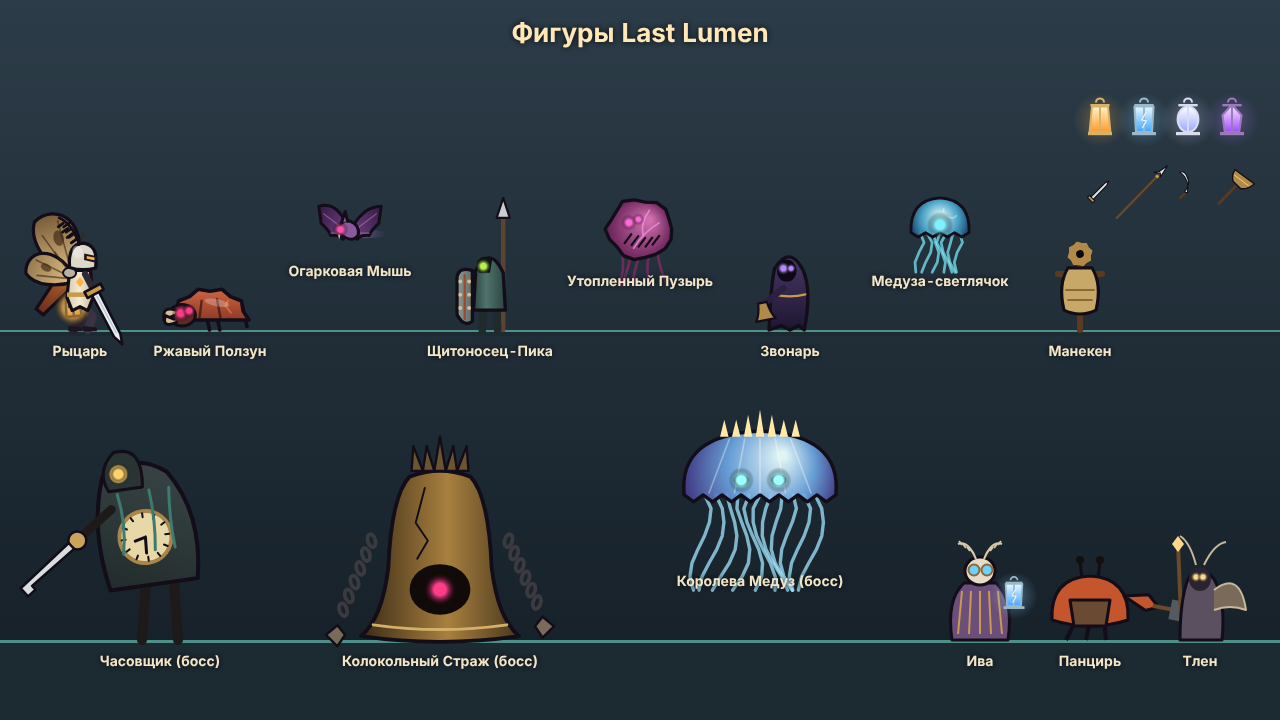 Фигуры Last Lumen
Огарковая Мышь
Утопленный Пузырь
Медуза-светлячок
Рыцарь
Ржавый Ползун
Щитоносец-Пика
Звонарь
Манекен
Королева Медуз (босс)
Часовщик (босс)
Колокольный Страж (босс)
Ива
Панцирь
Тлен